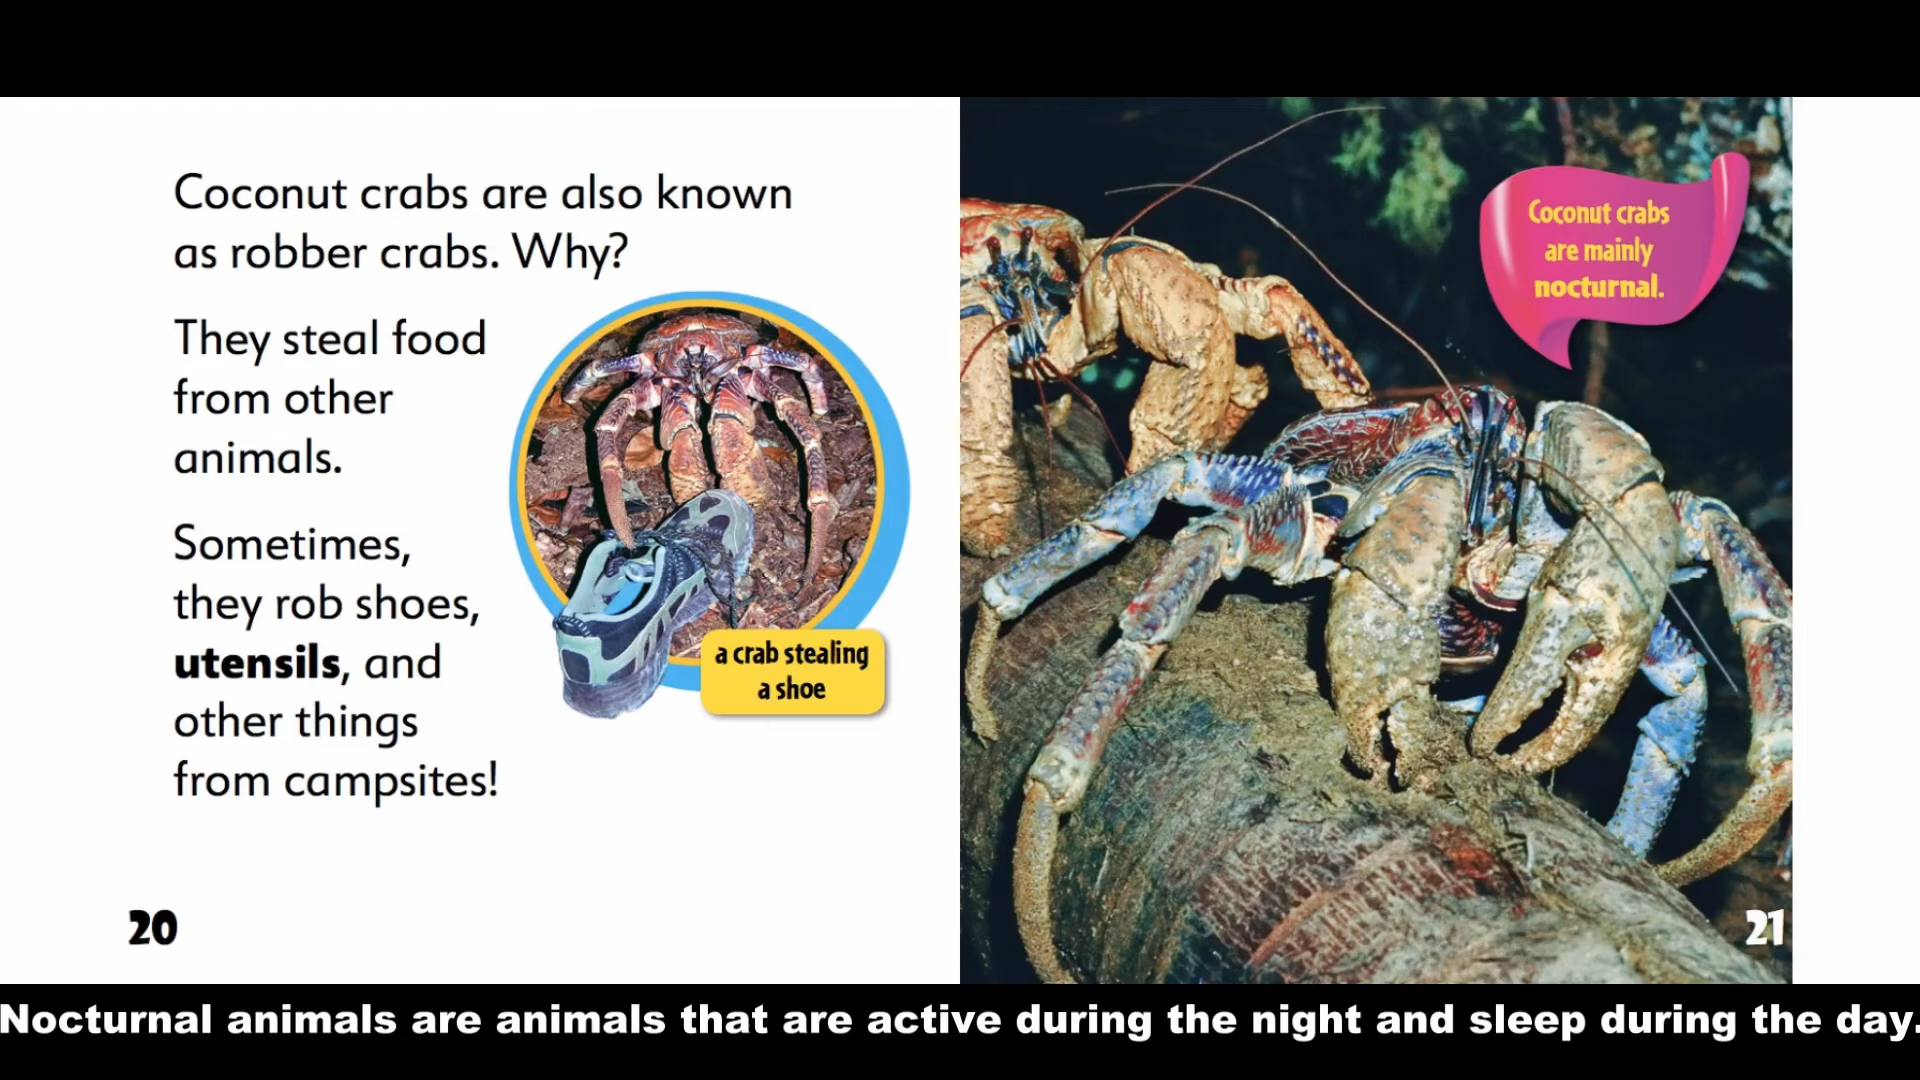 Coconut crabs are also known
as robber crabs. Why?
They steal food
from other
animals.
Sometimes,
they rob shoes,
utensils, and
other things
from campsites!
a crab stealing
a shoe
20
Coconut crabs
are mainly
nocturnal.
21
Nocturnal animals are animals that are active during the night and sleep during the day.